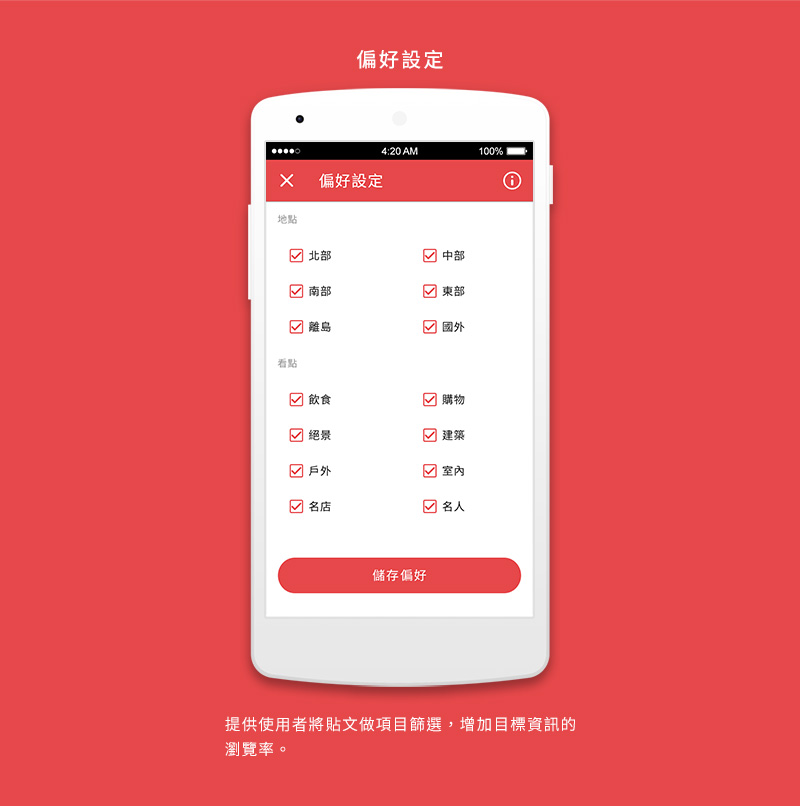 偏好設定
4:20 AM 100%
偏好設定
地點
北部 中部
南部 東部
離島 國外
看點
飲食 購物
絕景 建築
戶外 室內
名店 名人
儲存偏好
提供使用者將貼文做項目篩選，增加目標資訊的
瀏覽率。